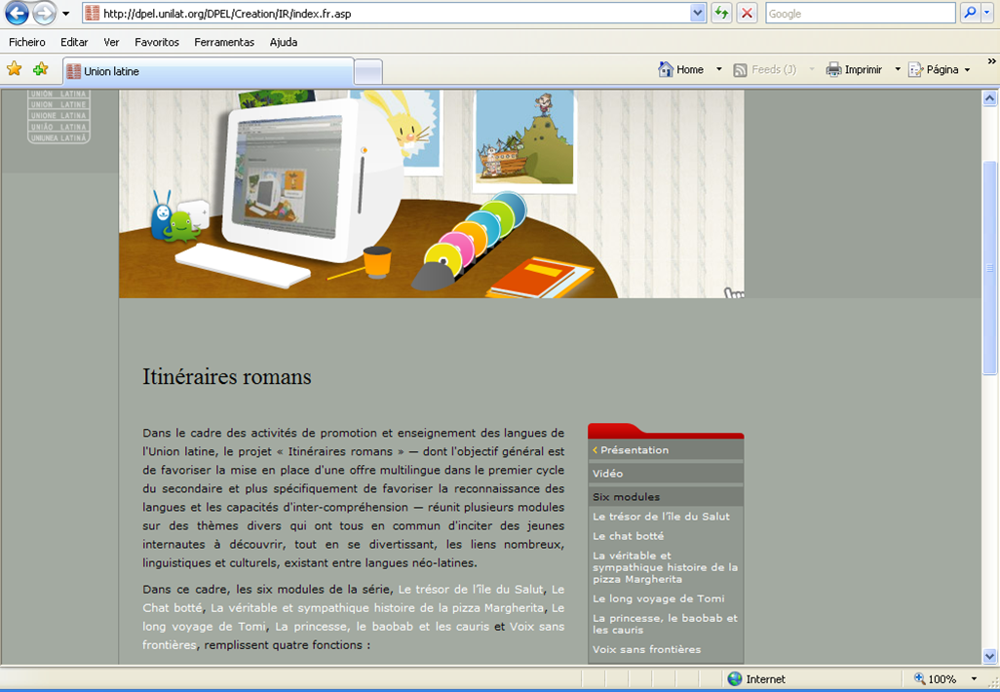 http://dpel.unilat.org/DPEL/Creation/IR/index.fr.asp
Google
Ficheiro Editar Ver Favoritos Ferramentas Ajuda
Union latine
Home Feeds (J) Imprimir Página
UNIÓN LATINA
UNION LATINE
UNIONE LATINA
UNIÃO LATINA
UNIUNEA LATINĂ
Itinéraires romans
Dans le cadre des activités de promotion et enseignement des langues de
l'Union latine, le projet « Itinéraires romans » — dont l'objectif général est
de favoriser la mise en place d'une offre multilingue dans le premier cycle
du secondaire et plus spécifiquement de favoriser la reconnaissance des
langues et les capacités d'inter-compréhension — réunit plusieurs modules
sur des thèmes divers qui ont tous en commun d'inciter des jeunes
internautes à découvrir, tout en se divertissant, les liens nombreux,
linguistiques et culturels, existant entre langues néo-latines.
Dans ce cadre, les six modules de la série, Le trésor de l'île du Salut, Le
Chat botté, La véritable et sympathique histoire de la pizza Margherita, Le
long voyage de Tomi, La princesse, le baobab et les cauris et Voix sans
frontières, remplissent quatre fonctions :
‹ Présentation
Vidéo
Six modules
Le trésor de l'île du Salut
Le chat botté
La véritable et
sympathique histoire de la
pizza Margherita
Le long voyage de Tomi
La princesse, le baobab et
les cauris
Voix sans frontières
Internet
100%